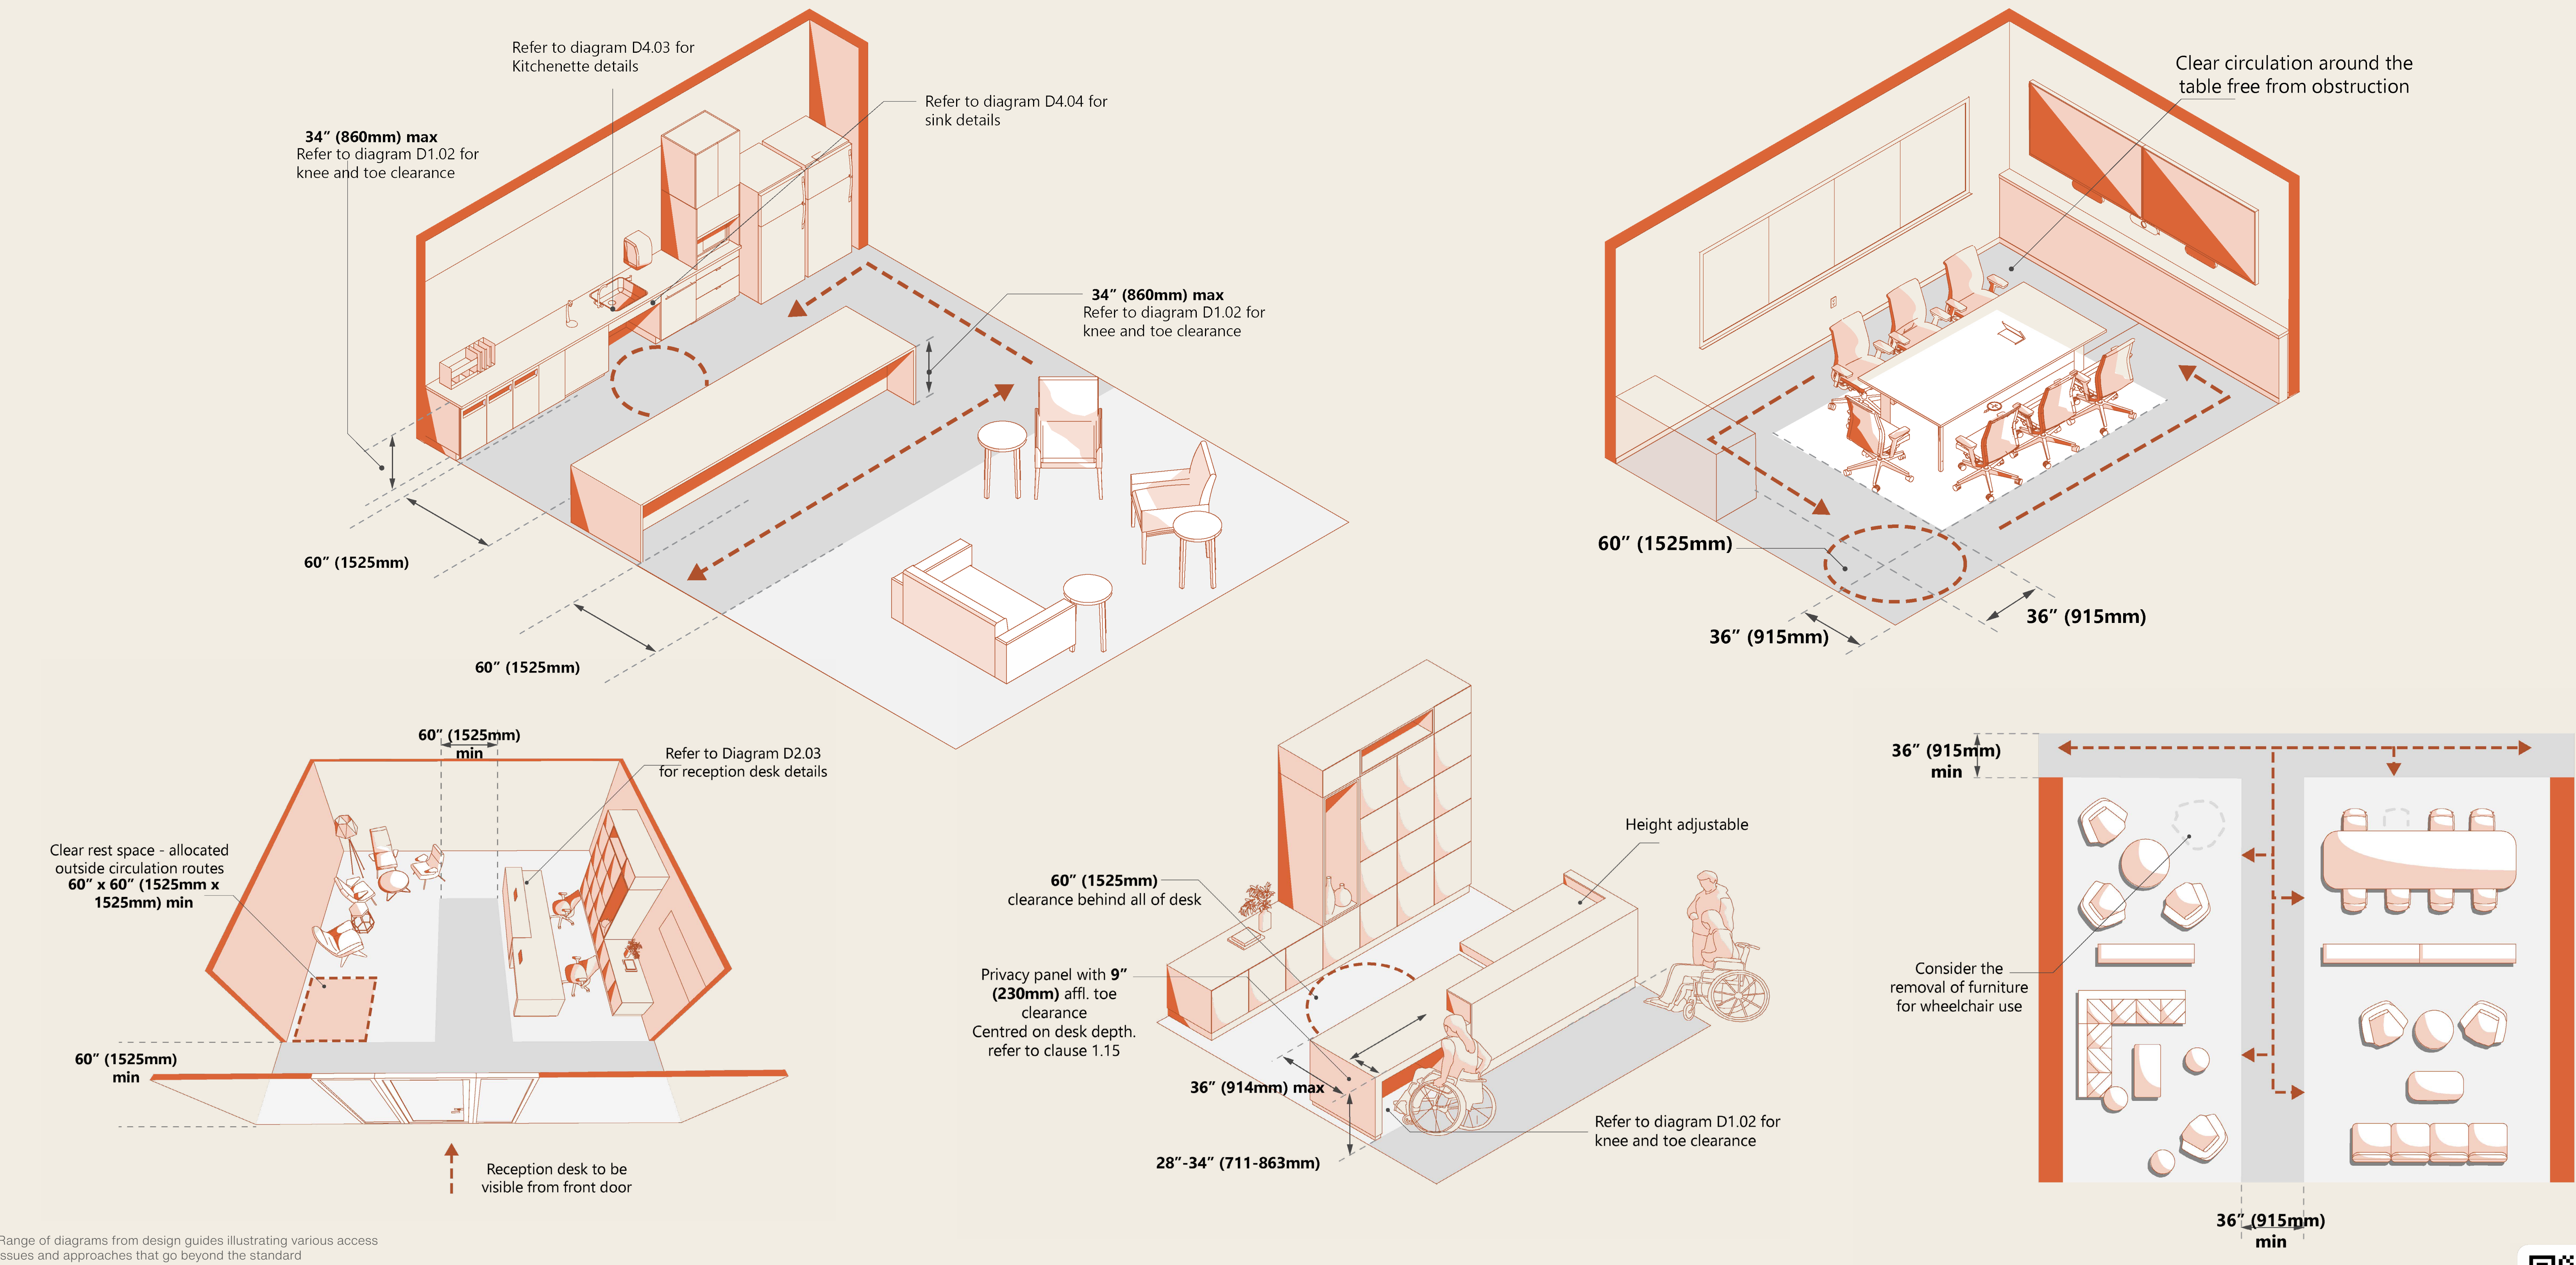 Refer to diagram D4.03 for
Kitchenette details
Refer to diagram D4.04 for
sink details
34” (860mm) max
Refer to diagram D1.02 for
knee and toe clearance
34” (860mm) max
Refer to diagram D1.02 for
knee and toe clearance
60” (1525mm)
60” (1525mm)
Clear circulation around the
table free from obstruction
60” (1525mm)
36” (915mm)
36” (915mm)
60” (1525mm)
min
Refer to Diagram D2.03
for reception desk details
Clear rest space - allocated
outside circulation routes
60” x 60” (1525mm x
1525mm) min
60” (1525mm)
min
Reception desk to be
visible from front door
Height adjustable
60” (1525mm)
clearance behind all of desk
Privacy panel with 9”
(230mm) affl. toe
clearance
Centred on desk depth.
refer to clause 1.15
36” (914mm) max
28”-34” (711-863mm)
Refer to diagram D1.02 for
knee and toe clearance
36” (915mm)
min
Consider the
removal of furniture
for wheelchair use
36” (915mm)
min
Range of diagrams from design guides illustrating various access
issues and approaches that go beyond the standard